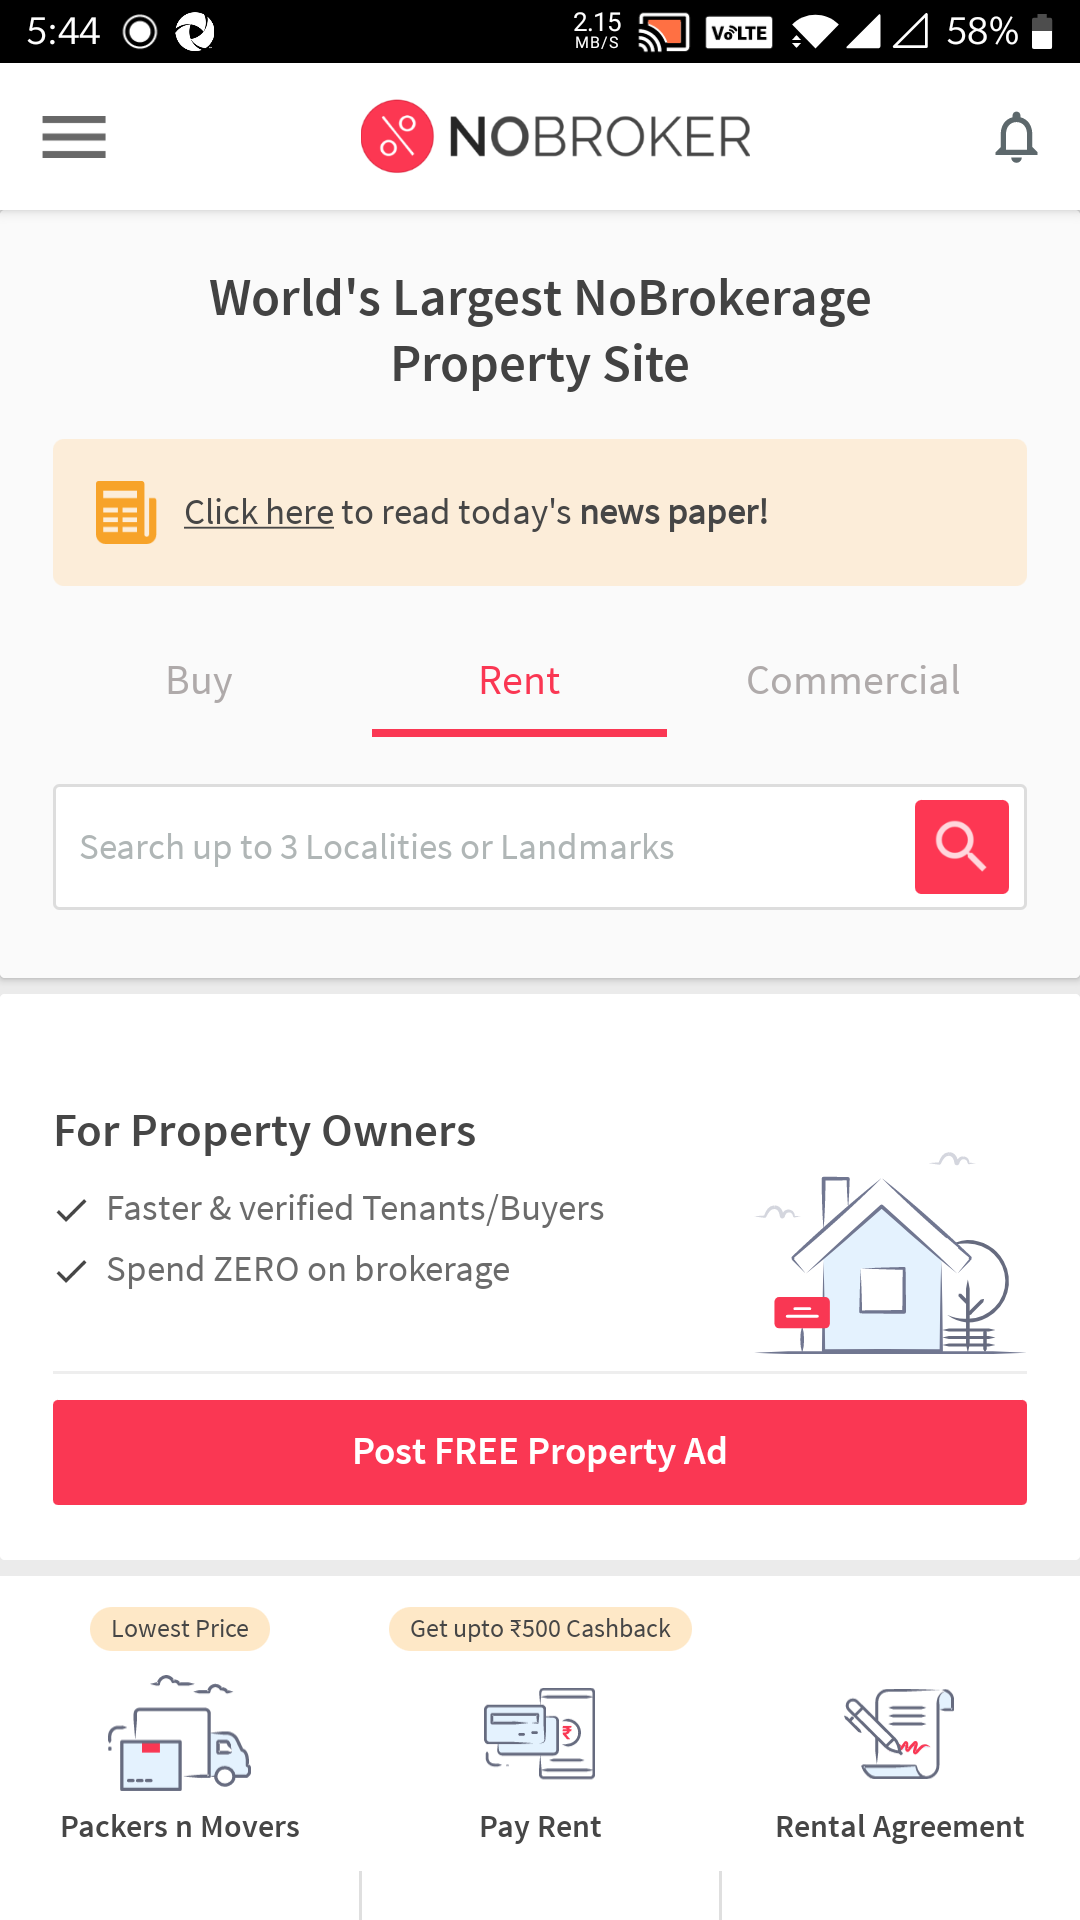 5:44 2.15 MB/S VoLTE 58%
NOBROKER
World's Largest NoBrokerage
Property Site
Click here to read today's news paper!
Buy Rent Commercial
Search up to 3 Localities or Landmarks
For Property Owners
Faster & verified Tenants/Buyers
Spend ZERO on brokerage
Post FREE Property Ad
Lowest Price Get upto ₹500 Cashback
₹
Packers n Movers Pay Rent Rental Agreement